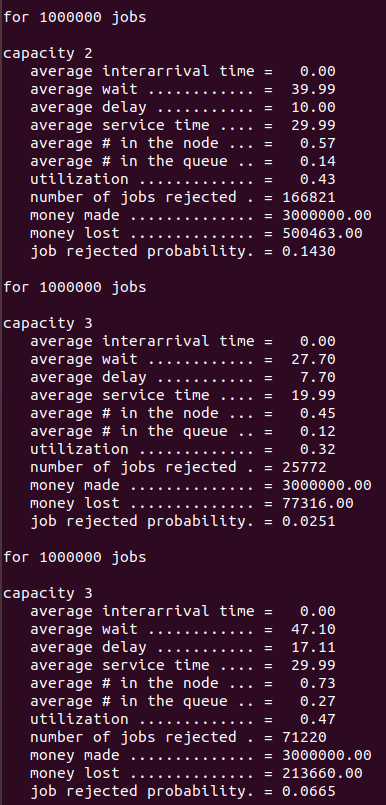 for 1000000 jobs
capacity 2
average interarrival time = 0.00
average wait ............ = 39.99
average delay ........... = 10.00
average service time .... = 29.99
average # in the node ... = 0.57
average # in the queue .. = 0.14
utilization ............. = 0.43
number of jobs rejected . = 166821
money made .............. = 3000000.00
money lost .............. = 500463.00
job rejected probability. = 0.1430
for 1000000 jobs
capacity 3
average interarrival time = 0.00
average wait ............ = 27.70
average delay ........... = 7.70
average service time .... = 19.99
average # in the node ... = 0.45
average # in the queue .. = 0.12
utilization ............. = 0.32
number of jobs rejected . = 25772
money made .............. = 3000000.00
money lost .............. = 77316.00
job rejected probability. = 0.0251
for 1000000 jobs
capacity 3
average interarrival time = 0.00
average wait ............ = 47.10
average delay ........... = 17.11
average service time .... = 29.99
average # in the node ... = 0.73
average # in the queue .. = 0.27
utilization ............. = 0.47
number of jobs rejected . = 71220
money made .............. = 3000000.00
money lost .............. = 213660.00
job rejected probability. = 0.0665